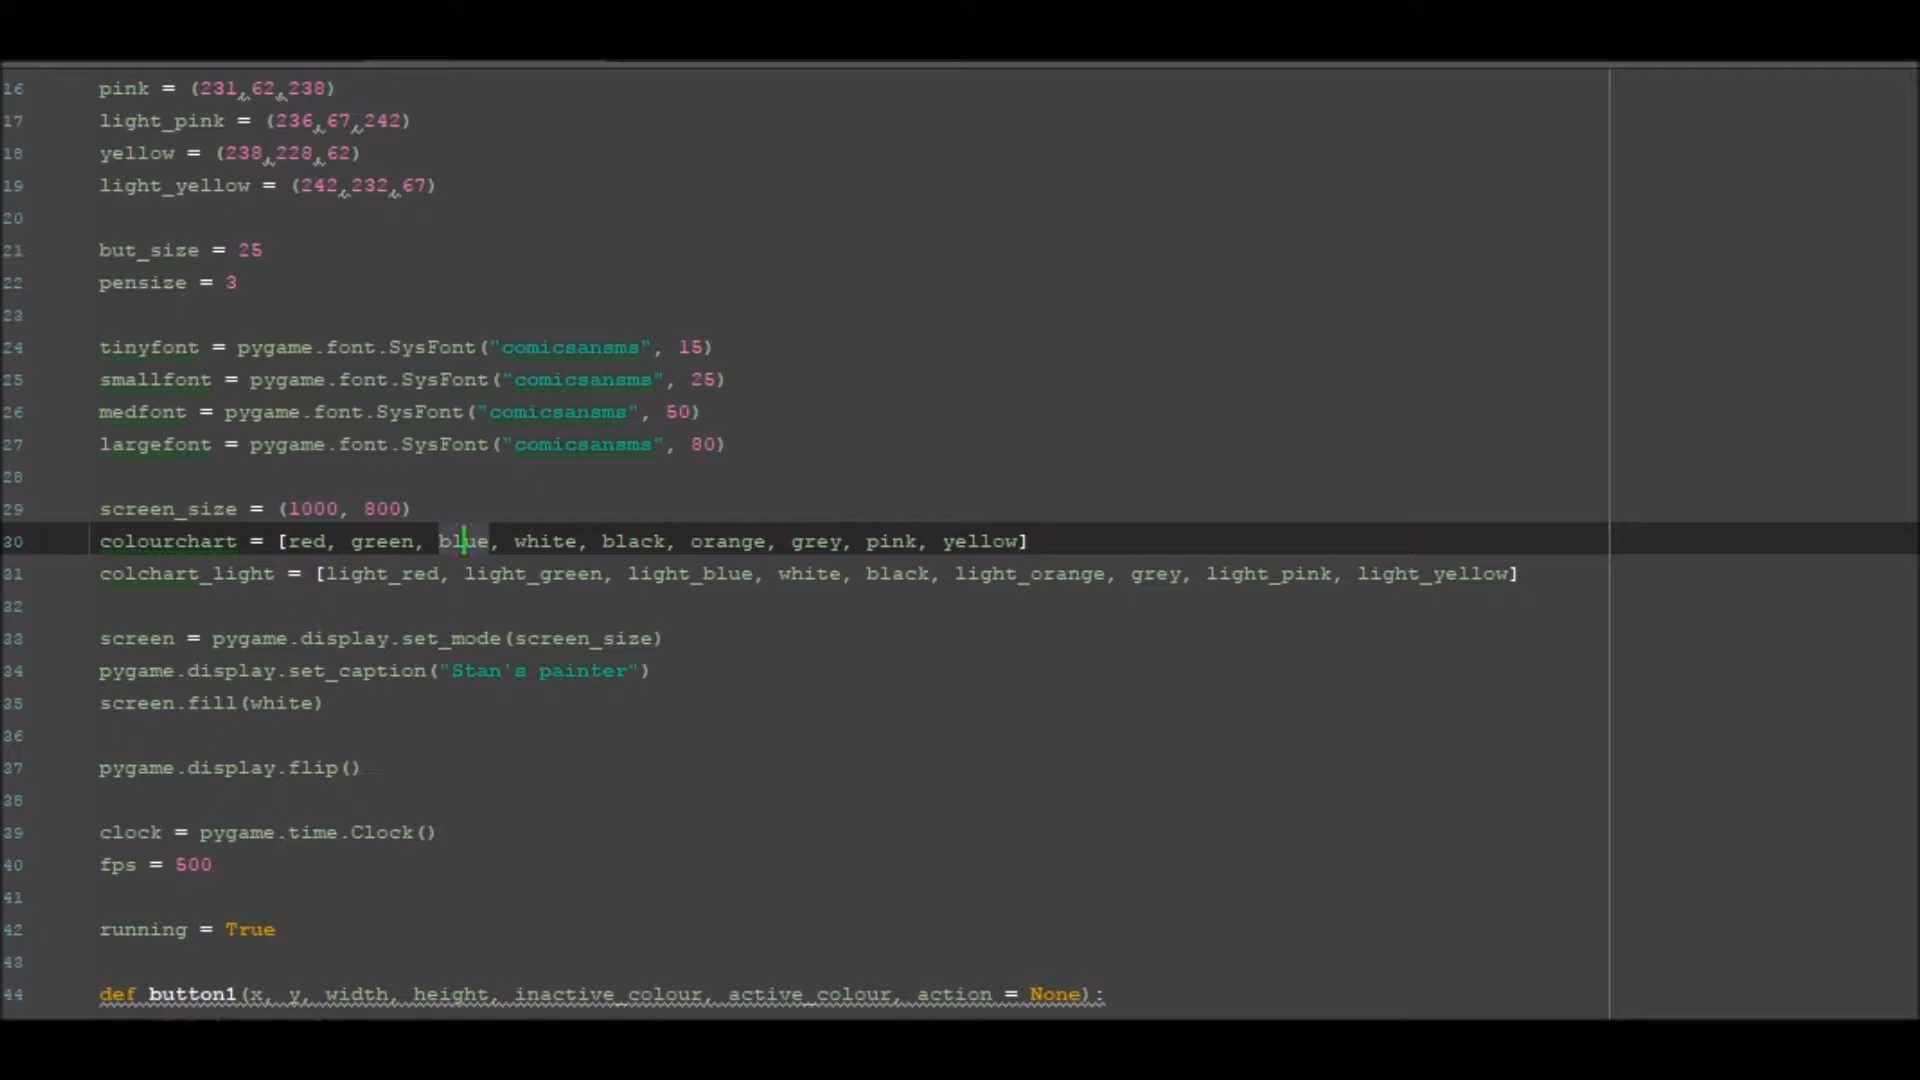 16 pink = (231,62,238)
17 light_pink = (236,67,242)
18 yellow = (238,228,62)
19 light_yellow = (242,232,67)
20
21 but_size = 25
22 pensize = 3
23
24 tinyfont = pygame.font.SysFont("comicsansms", 15)
25 smallfont = pygame.font.SysFont("comicsansms", 25)
26 medfont = pygame.font.SysFont("comicsansms", 50)
27 largefont = pygame.font.SysFont("comicsansms", 80)
28
29 screen_size = (1000, 800)
30 colourchart = [red, green, blue, white, black, orange, grey, pink, yellow]
31 colchart_light = [light_red, light_green, light_blue, white, black, light_orange, grey, light_pink, light_yellow]
32
33 screen = pygame.display.set_mode(screen_size)
34 pygame.display.set_caption("Stan's painter")
35 screen.fill(white)
36
37 pygame.display.flip()
38
39 clock = pygame.time.Clock()
40 fps = 500
41
42 running = True
43
44 def button1(x, y, width, height, inactive_colour, active_colour, action = None):